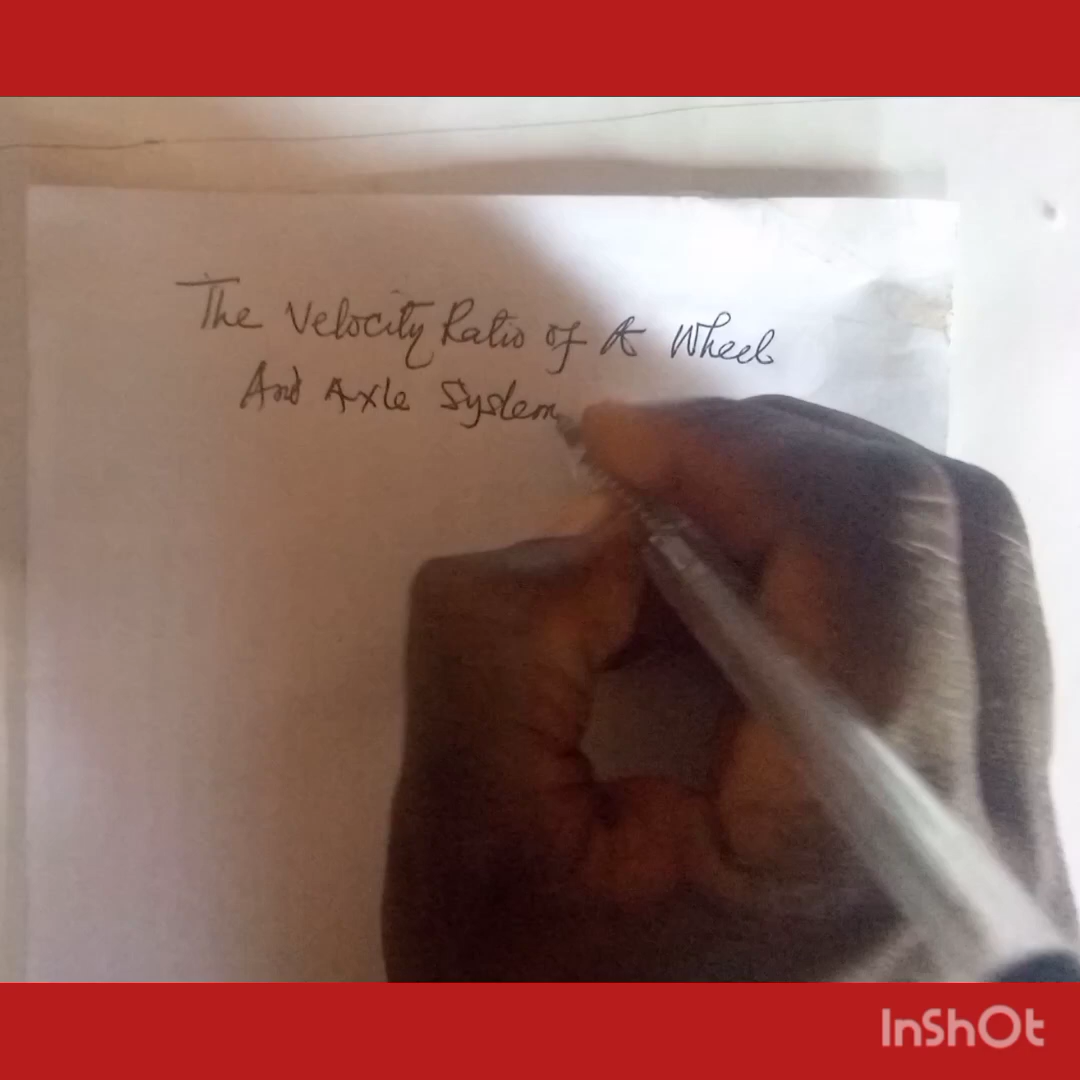 The Velocity Ratio of A Wheel
And Axle System
InShOt